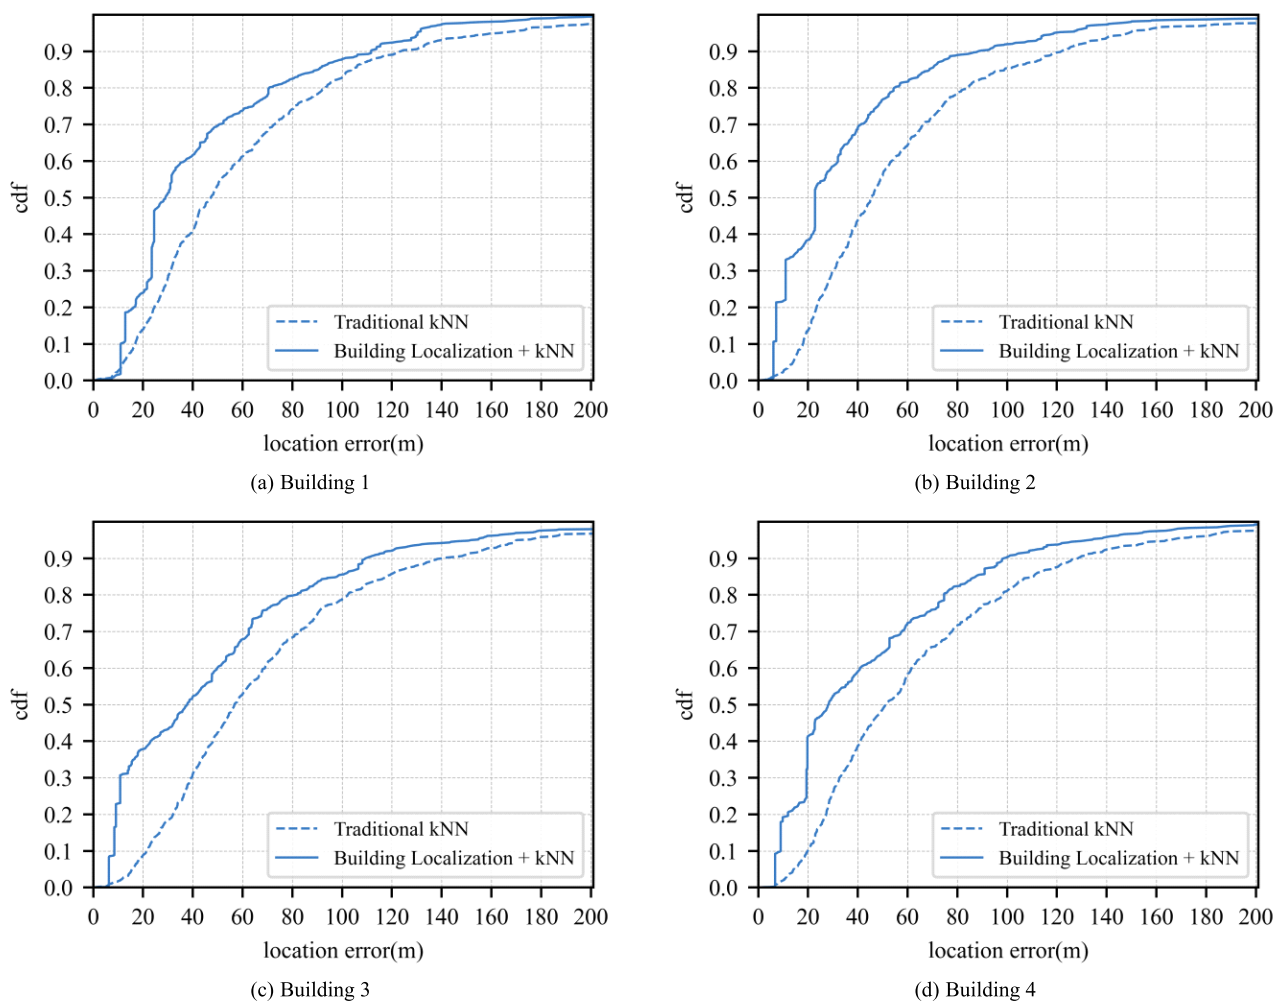 0.9
0.8
0.7
0.6
0.5
0.4
0.3
0.2
0.1
0.0
cdf
Traditional kNN
Building Localization + kNN
0 20 40 60 80 100 120 140 160 180 200
location error(m)
(a) Building 1
0.9
0.8
0.7
0.6
0.5
0.4
0.3
0.2
0.1
0.0
cdf
Traditional kNN
Building Localization + kNN
0 20 40 60 80 100 120 140 160 180 200
location error(m)
(b) Building 2
0.9
0.8
0.7
0.6
0.5
0.4
0.3
0.2
0.1
0.0
cdf
Traditional kNN
Building Localization + kNN
0 20 40 60 80 100 120 140 160 180 200
location error(m)
(c) Building 3
0.9
0.8
0.7
0.6
0.5
0.4
0.3
0.2
0.1
0.0
cdf
Traditional kNN
Building Localization + kNN
0 20 40 60 80 100 120 140 160 180 200
location error(m)
(d) Building 4